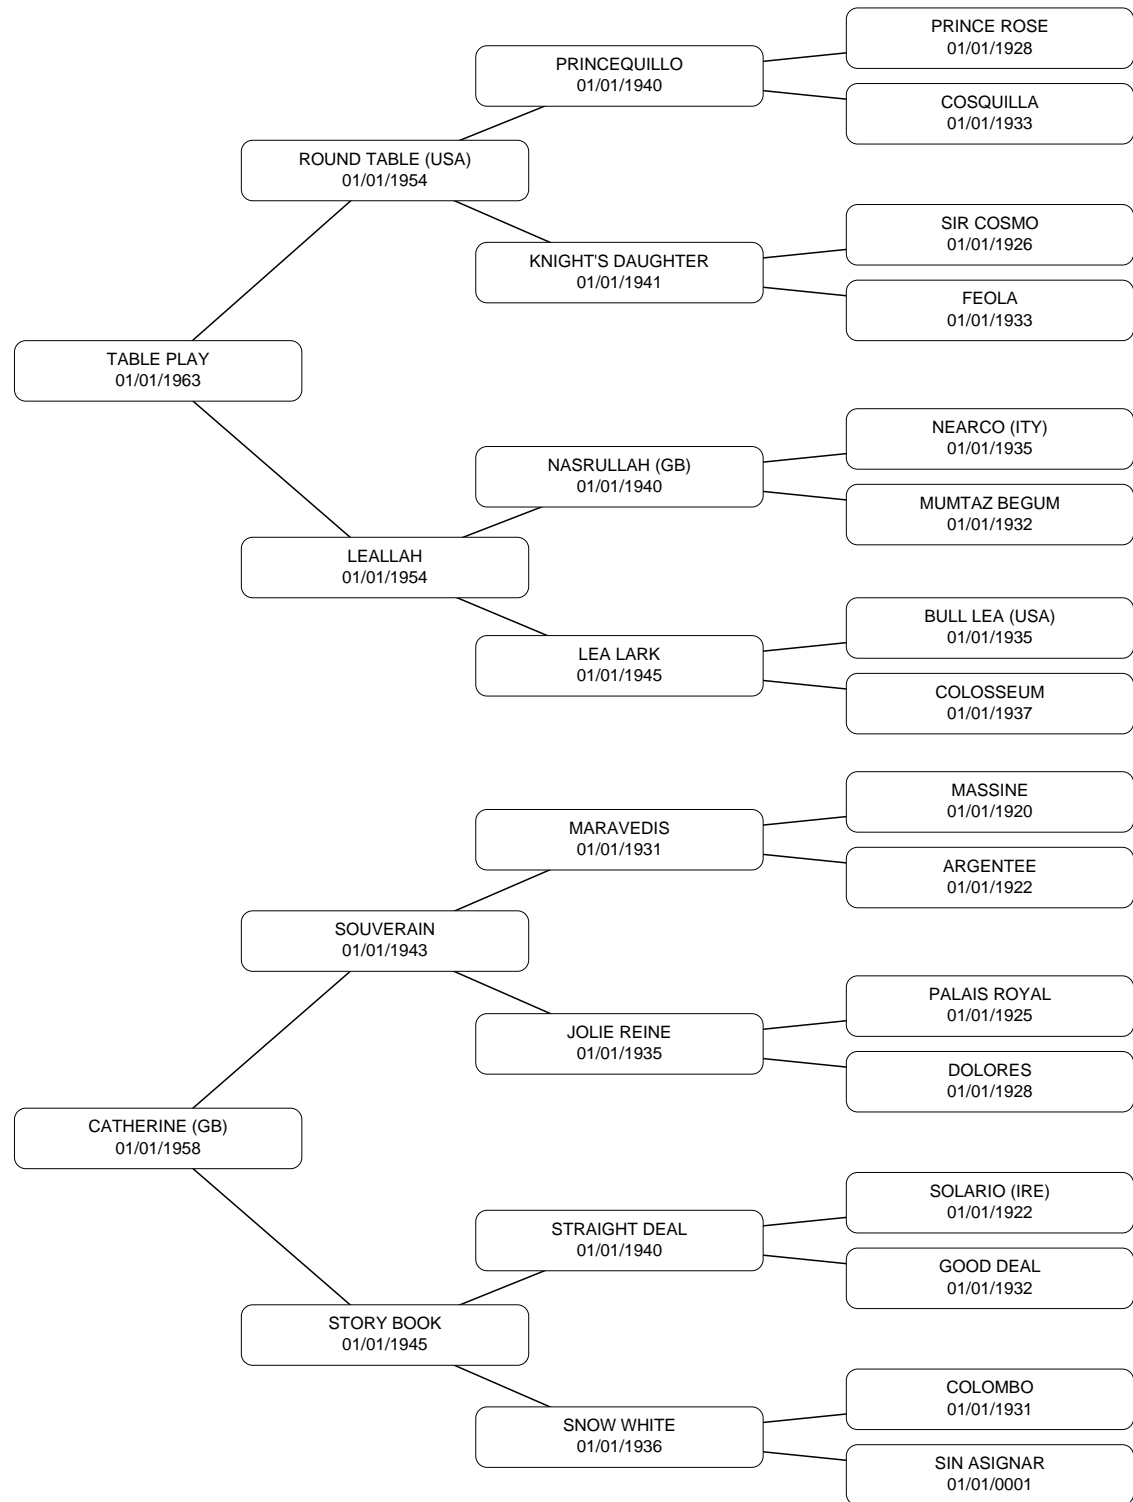 PRINCE ROSE
01/01/1928
PRINCEQUILLO
01/01/1940
COSQUILLA
01/01/1933
ROUND TABLE (USA)
01/01/1954
SIR COSMO
01/01/1926
KNIGHT'S DAUGHTER
01/01/1941
FEOLA
01/01/1933
TABLE PLAY
01/01/1963
NEARCO (ITY)
01/01/1935
NASRULLAH (GB)
01/01/1940
MUMTAZ BEGUM
01/01/1932
LEALLAH
01/01/1954
BULL LEA (USA)
01/01/1935
LEA LARK
01/01/1945
COLOSSEUM
01/01/1937
MASSINE
01/01/1920
MARAVEDIS
01/01/1931
ARGENTEE
01/01/1922
SOUVERAIN
01/01/1943
PALAIS ROYAL
01/01/1925
JOLIE REINE
01/01/1935
DOLORES
01/01/1928
CATHERINE (GB)
01/01/1958
SOLARIO (IRE)
01/01/1922
STRAIGHT DEAL
01/01/1940
GOOD DEAL
01/01/1932
STORY BOOK
01/01/1945
COLOMBO
01/01/1931
SNOW WHITE
01/01/1936
SIN ASIGNAR
01/01/0001